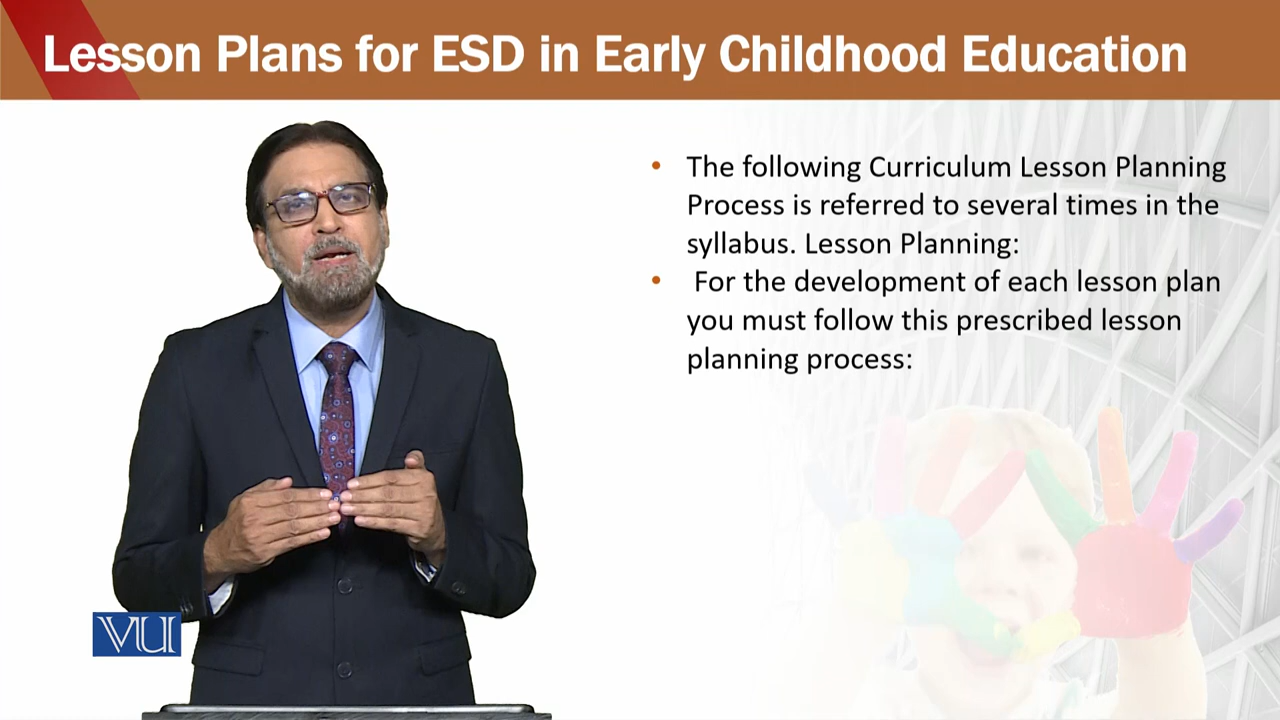 Lesson Plans for ESD in Early Childhood Education
• The following Curriculum Lesson Planning
Process is referred to several times in the
syllabus. Lesson Planning:
• For the development of each lesson plan
you must follow this prescribed lesson
planning process:
VU